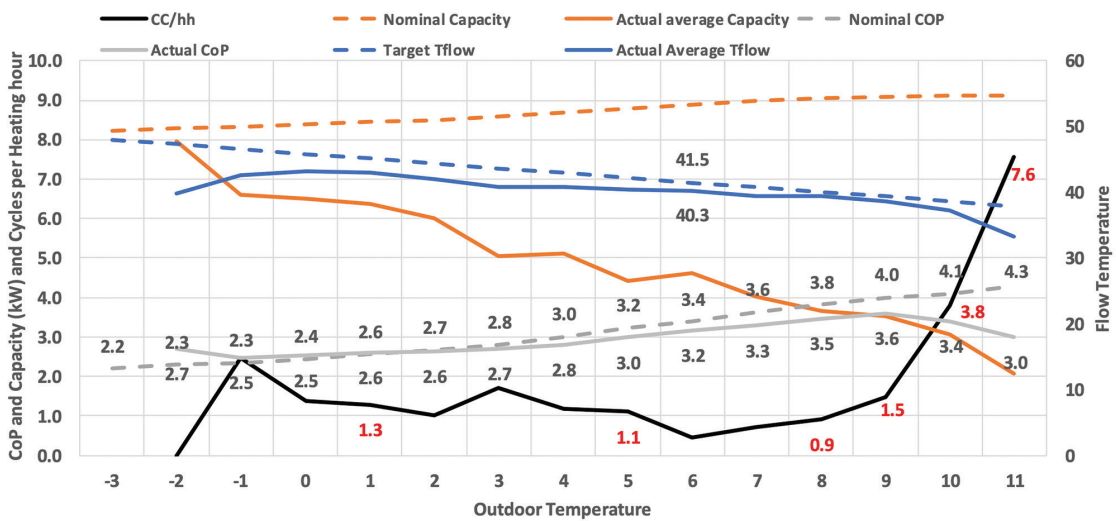 CC/hh Nominal Capacity Actual average Capacity Nominal COP
Actual CoP Target Tflow Actual Average Tflow
CoP and Capacity (kW) and Cycles per Heating hour
10.0
9.0
8.0
7.0
6.0
5.0
4.0
3.0
2.0
1.0
0.0
60
50
40
30
20
10
0
Flow Temperature
41.5
40.3
7.6
2.2 2.3 2.3 2.4 2.6 2.7 2.8 3.0 3.2 3.4 3.6 3.8 4.0 4.1 4.3
3.8
2.7 2.5 2.5 2.6 2.6 2.7 2.8 3.0 3.2 3.3 3.5 3.6 3.4 3.0
1.3 1.1 0.9 1.5
-3 -2 -1 0 1 2 3 4 5 6 7 8 9 10 11
Outdoor Temperature